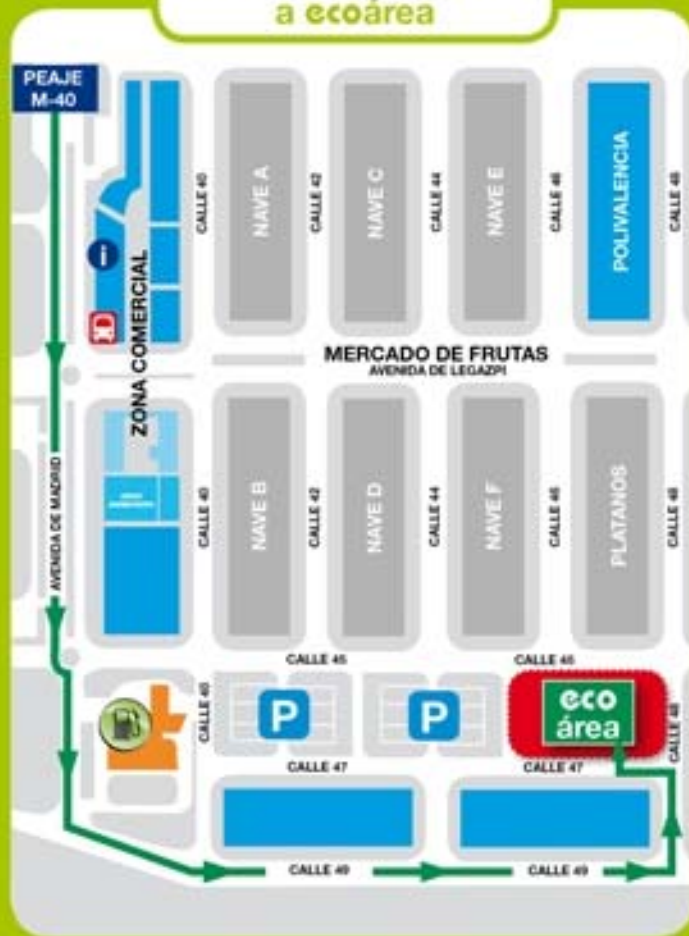 a ecoárea
PEAJE
M-40
CALLE 40
NAVE A
CALLE 42
NAVE C
CALLE 44
NAVE E
CALLE 46
POLIVALENCIA
CALLE 48
i
ZONA COMERCIAL
MERCADO DE FRUTAS
AVENIDA DE LEGAZPI
AVENIDA DE MADRID
CALLE 40
NAVE B
CALLE 42
NAVE D
CALLE 44
NAVE F
CALLE 46
PLATANOS
CALLE 48
CALLE 45
CALLE 45
CALLE 40
P
P
eco
área
CALLE 48
CALLE 47
CALLE 47
CALLE 49
CALLE 49